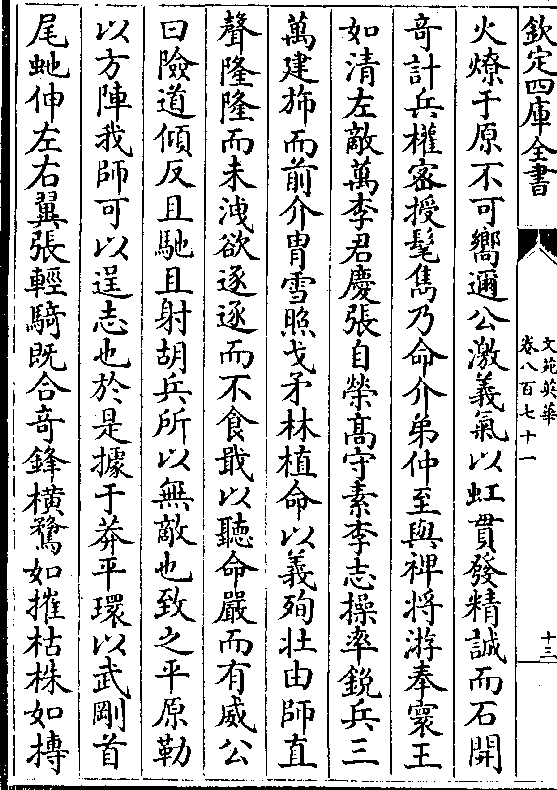 欽定四庫全書
文苑英華
卷八百七十一
十三
火燎于原不可嚮邇公激義氣以虹貫發精誠而石開
奇計兵權宻授髦雋乃命介弟仲至與裨將游奉寰王
如清左敵萬李君慶張自榮髙守素李志操率銳兵三
萬建斾而前介胄雪照戈矛林植命以義殉壮由師直
聲隆隆而未洩欲逐逐而不食戢以聽命嚴而有威公
曰險道傾反且馳且射胡兵所以無敵也致之平原勒
以方陣我師可以逞志也於是據于莽平環以武剛首
尾虵伸左右翼張輕騎既合奇鋒横騖如摧枯株如摶